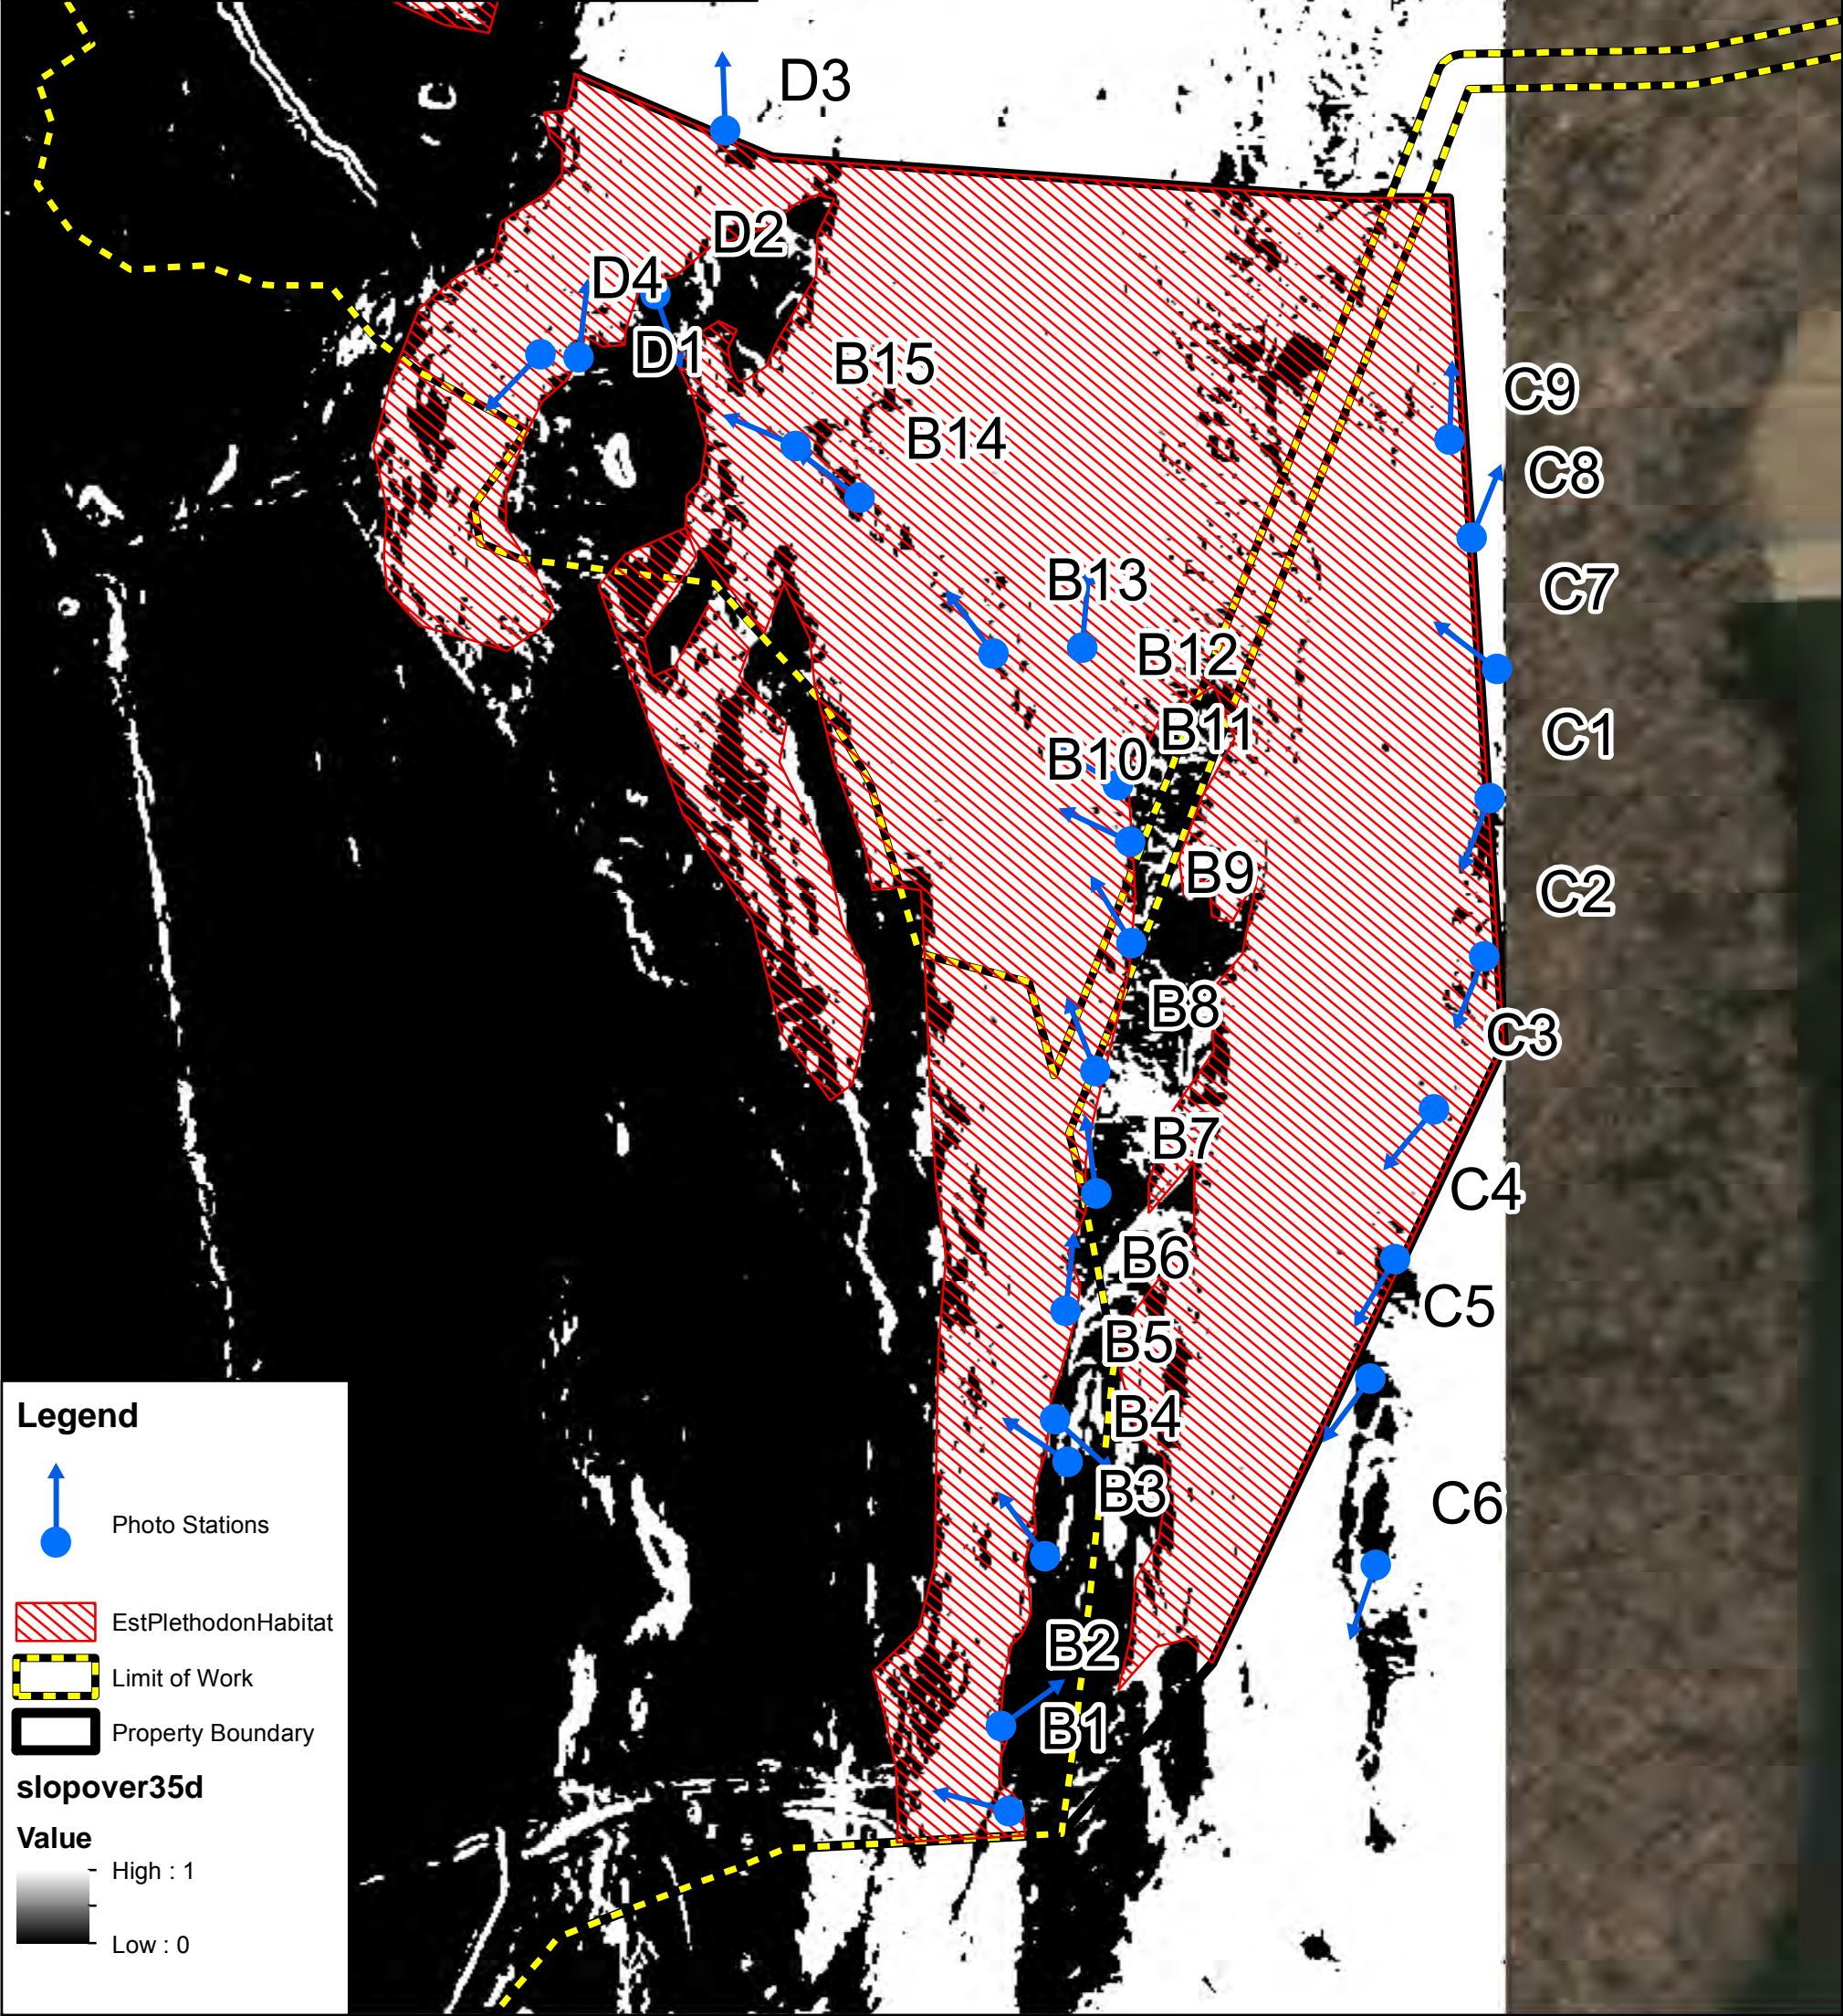 D3
D2
D4
D1
B15
C9
B14
C8
B13
C7
B12
B11
C1
B10
B9
C2
B8
C3
B7
C4
B6
C5
B5
B4
B3
C6
B2
B1
Legend
Photo Stations
EstPlethodonHabitat
Limit of Work
Property Boundary
slopover35d
Value
High : 1
Low : 0